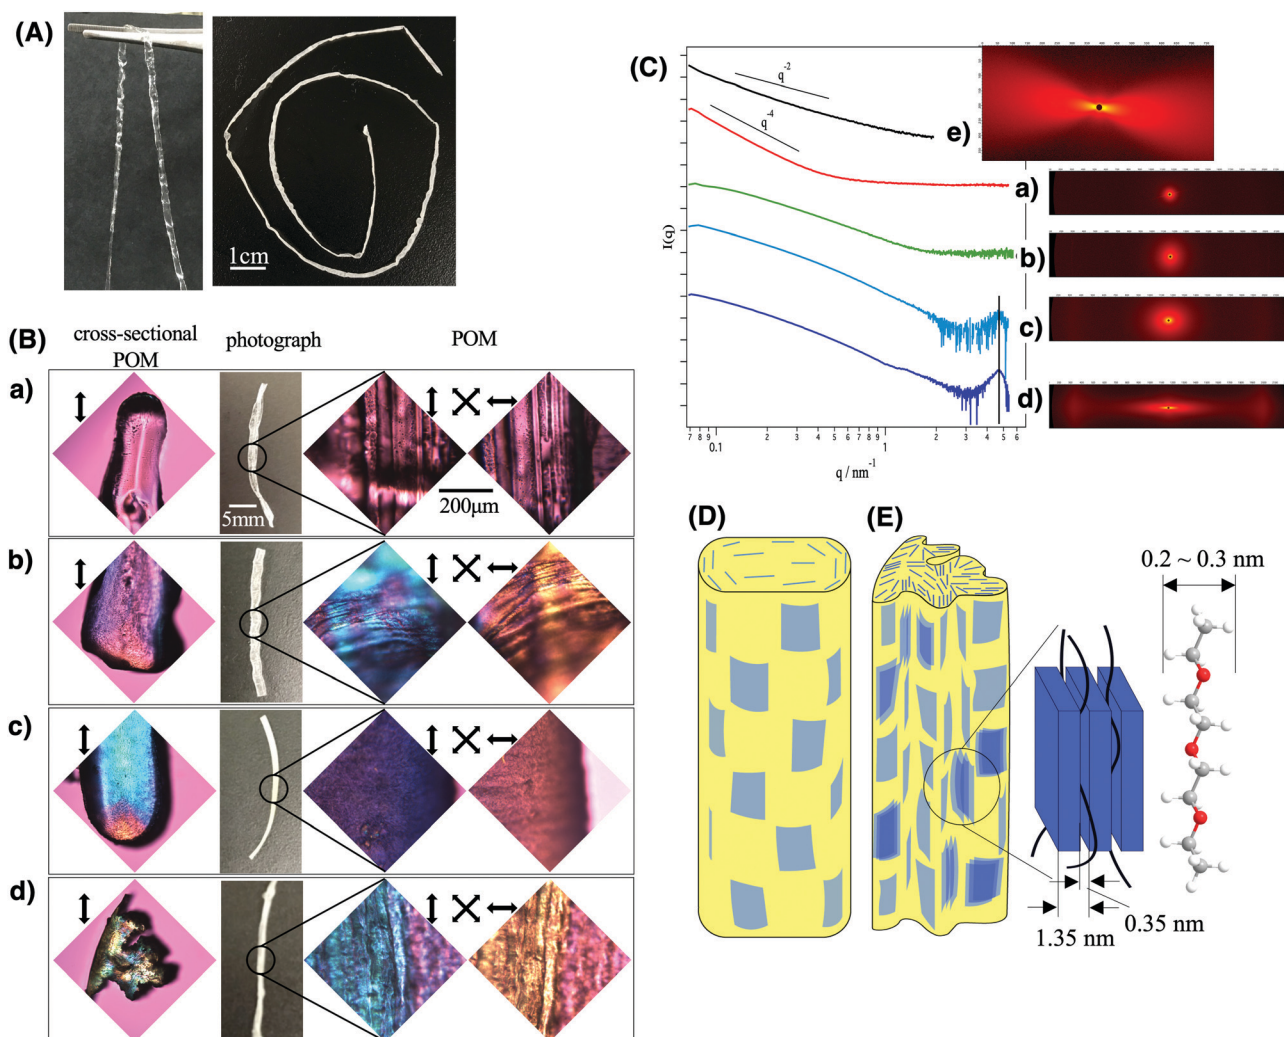 (A)
1cm
(B)
cross-sectional
POM
photograph
POM
a)
5mm
200μm
b)
c)
d)
(C)
I(q)
q⁻²
q⁻⁴
e)
a)
b)
c)
d)
7 8 9 2 3 4 5 6 7 8 9 2 3 4 5 6
0.1 1
q / nm⁻¹
(D)
(E)
0.2 ~ 0.3 nm
0.35 nm
1.35 nm